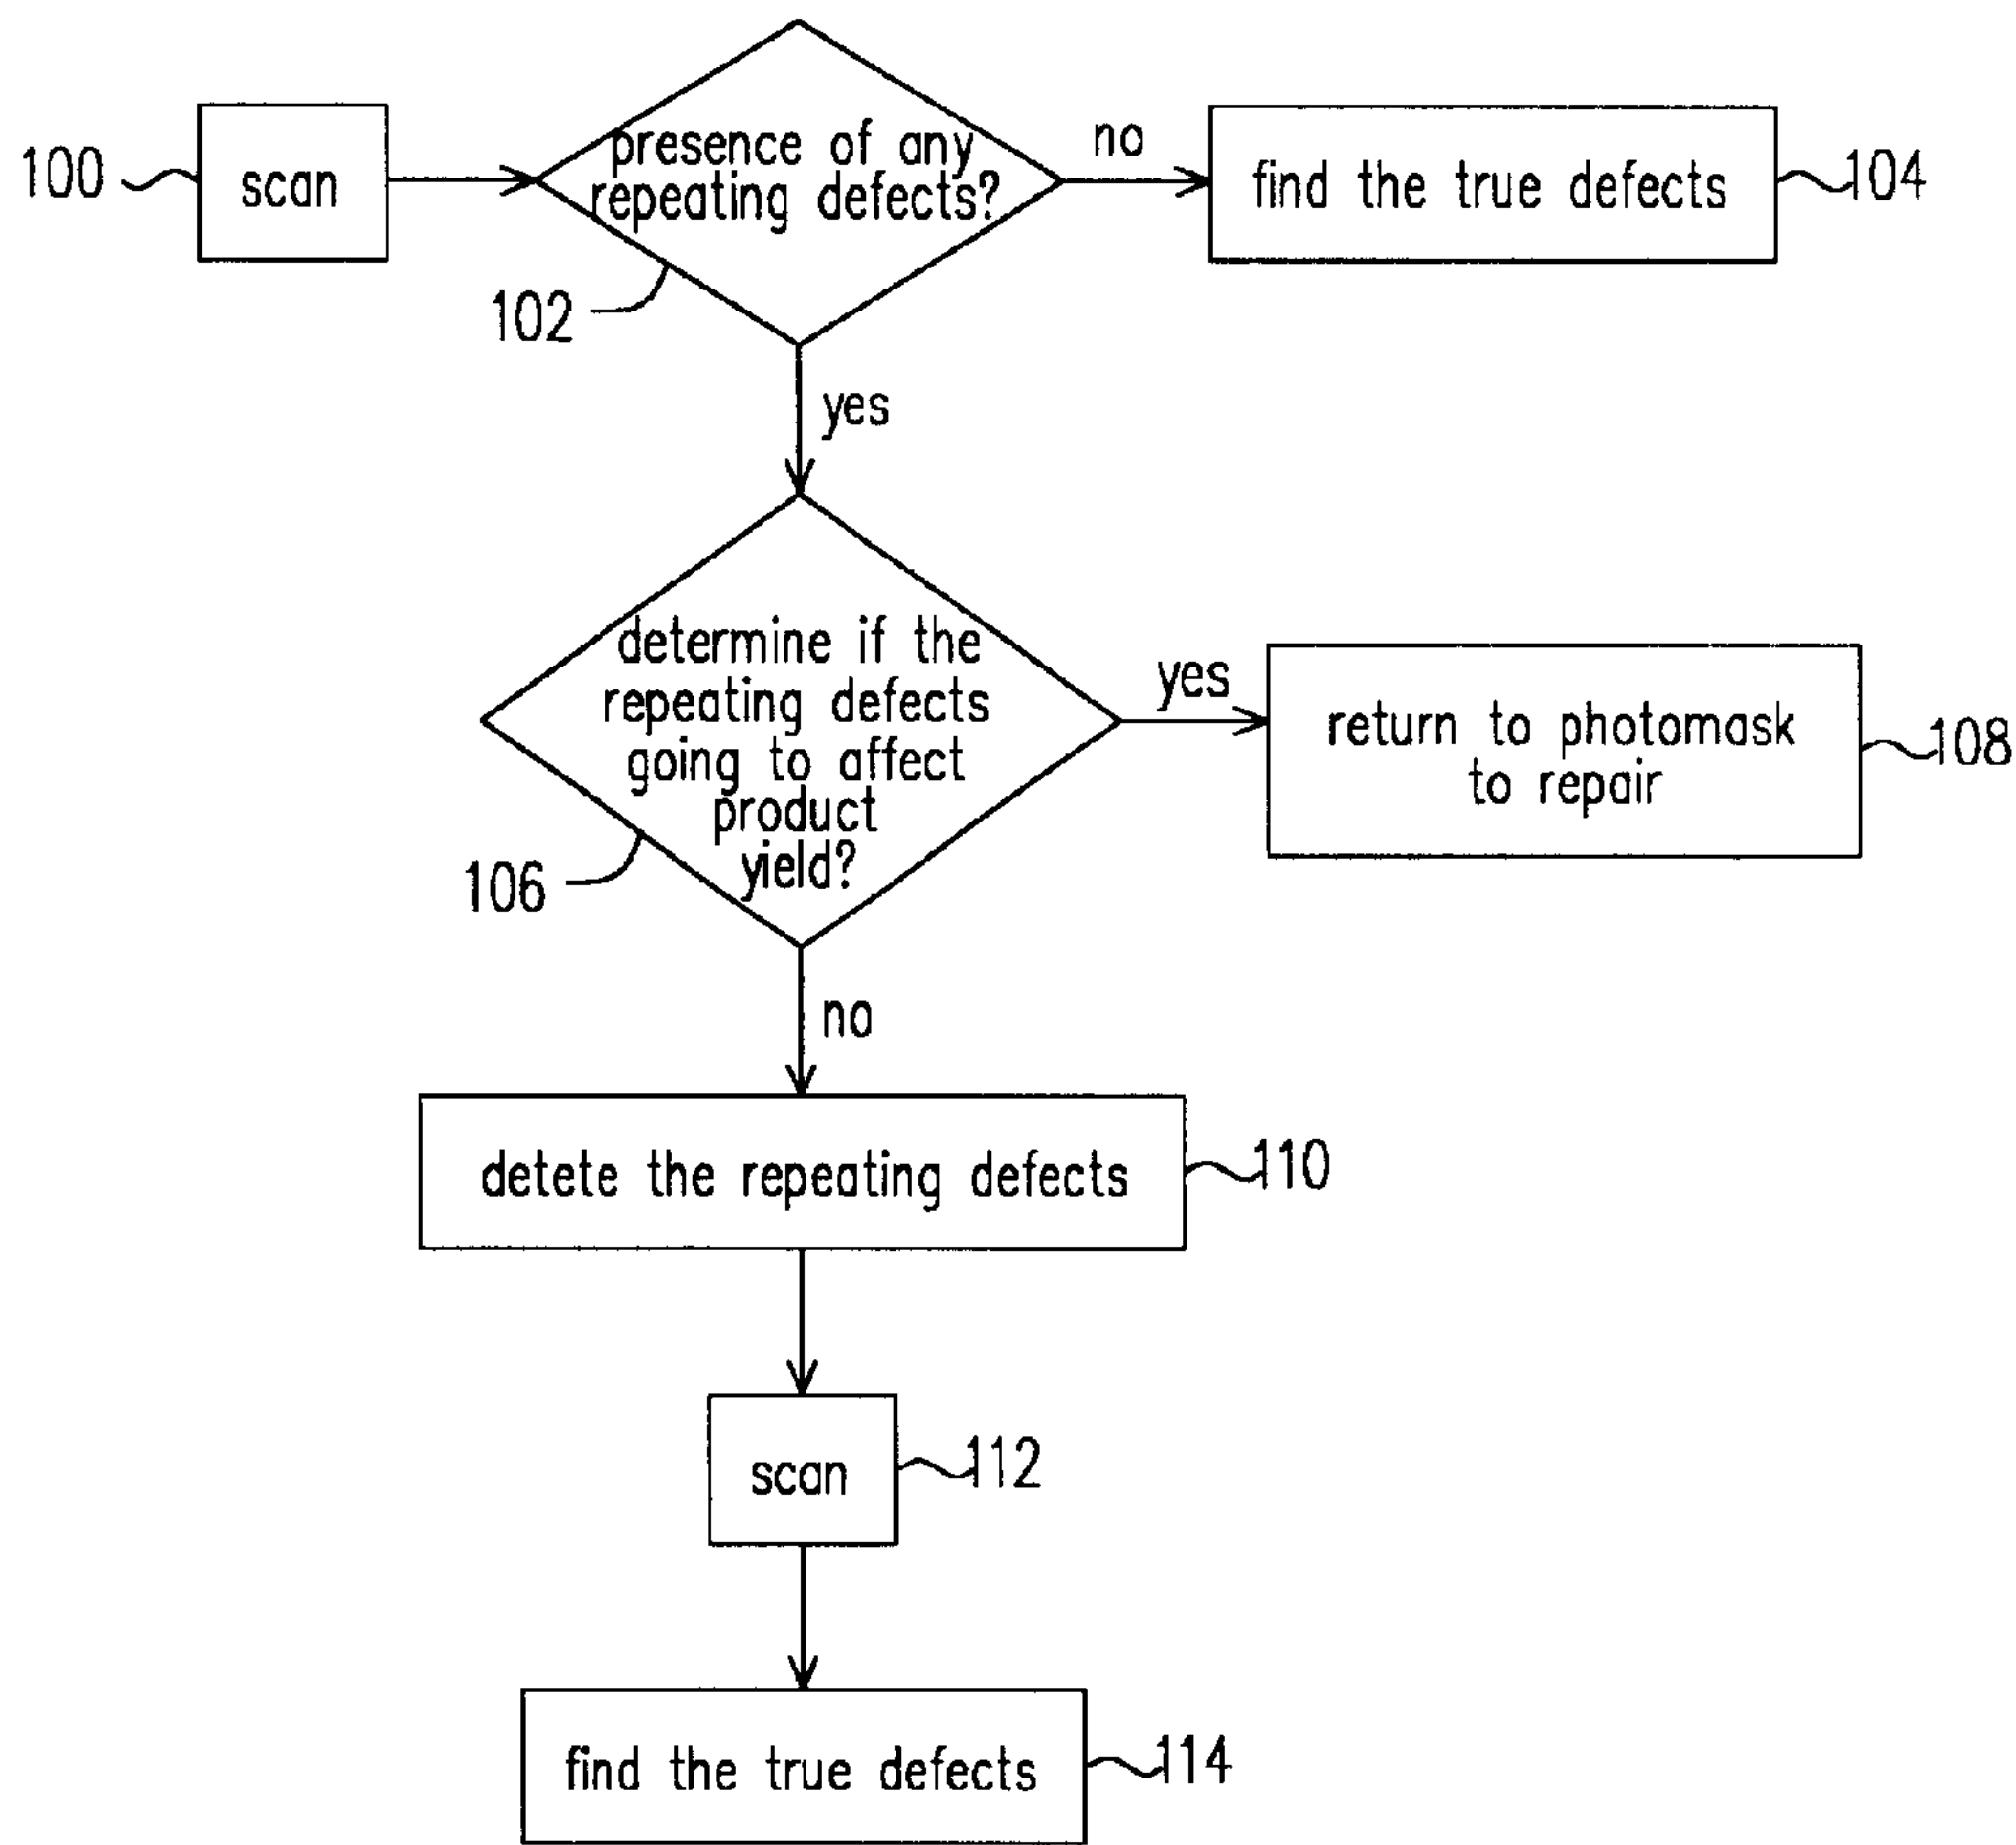 100
scan
presence of any
repeating defects?
102
no
find the true defects
104
yes
determine if the
repeating defects
going to affect
product
yield?
106
yes
return to photomask
to repair
108
no
detete the repeating defects
110
scan
112
find the true defects
114